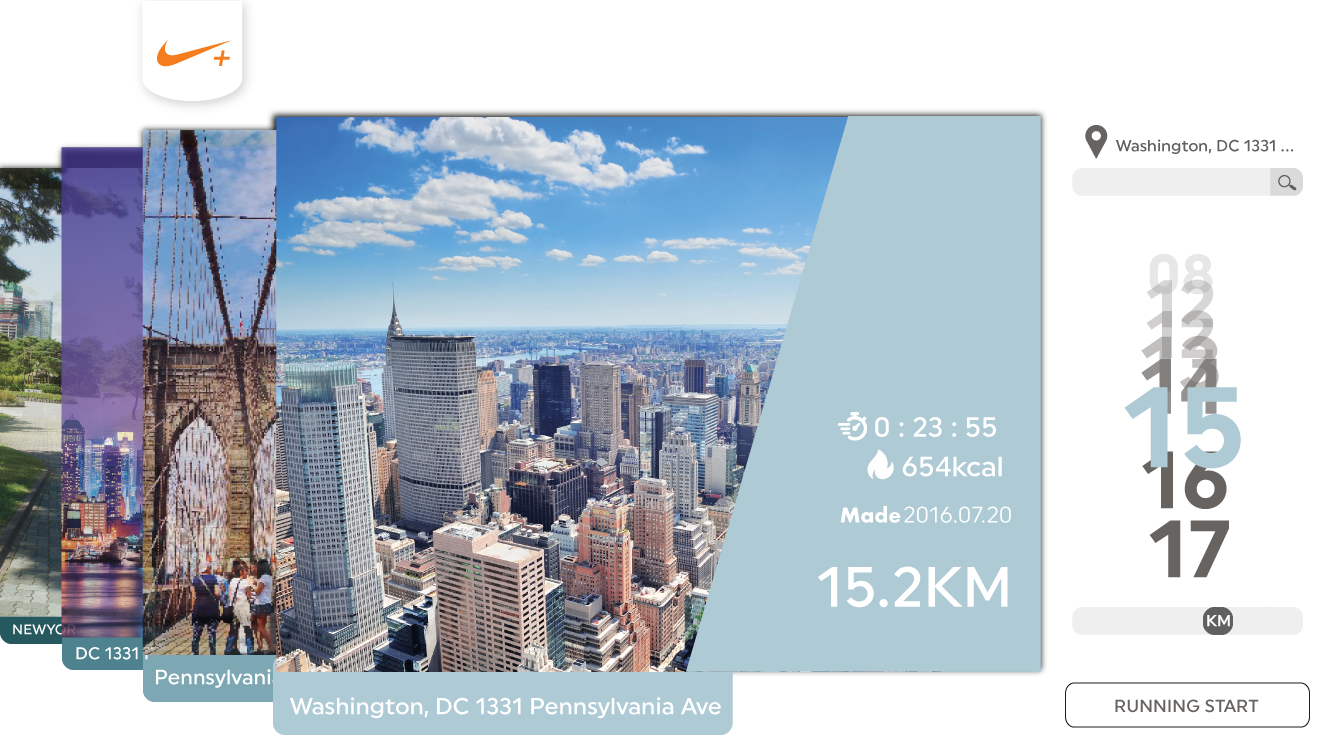 Washington, DC 1331 ...
08
12
13
14
15
16
17
0 : 23 : 55
654kcal
Made 2016.07.20
15.2KM
KM
NEWYO
DC 1331
Pennsylvani
Washington, DC 1331 Pennsylvania Ave
RUNNING START